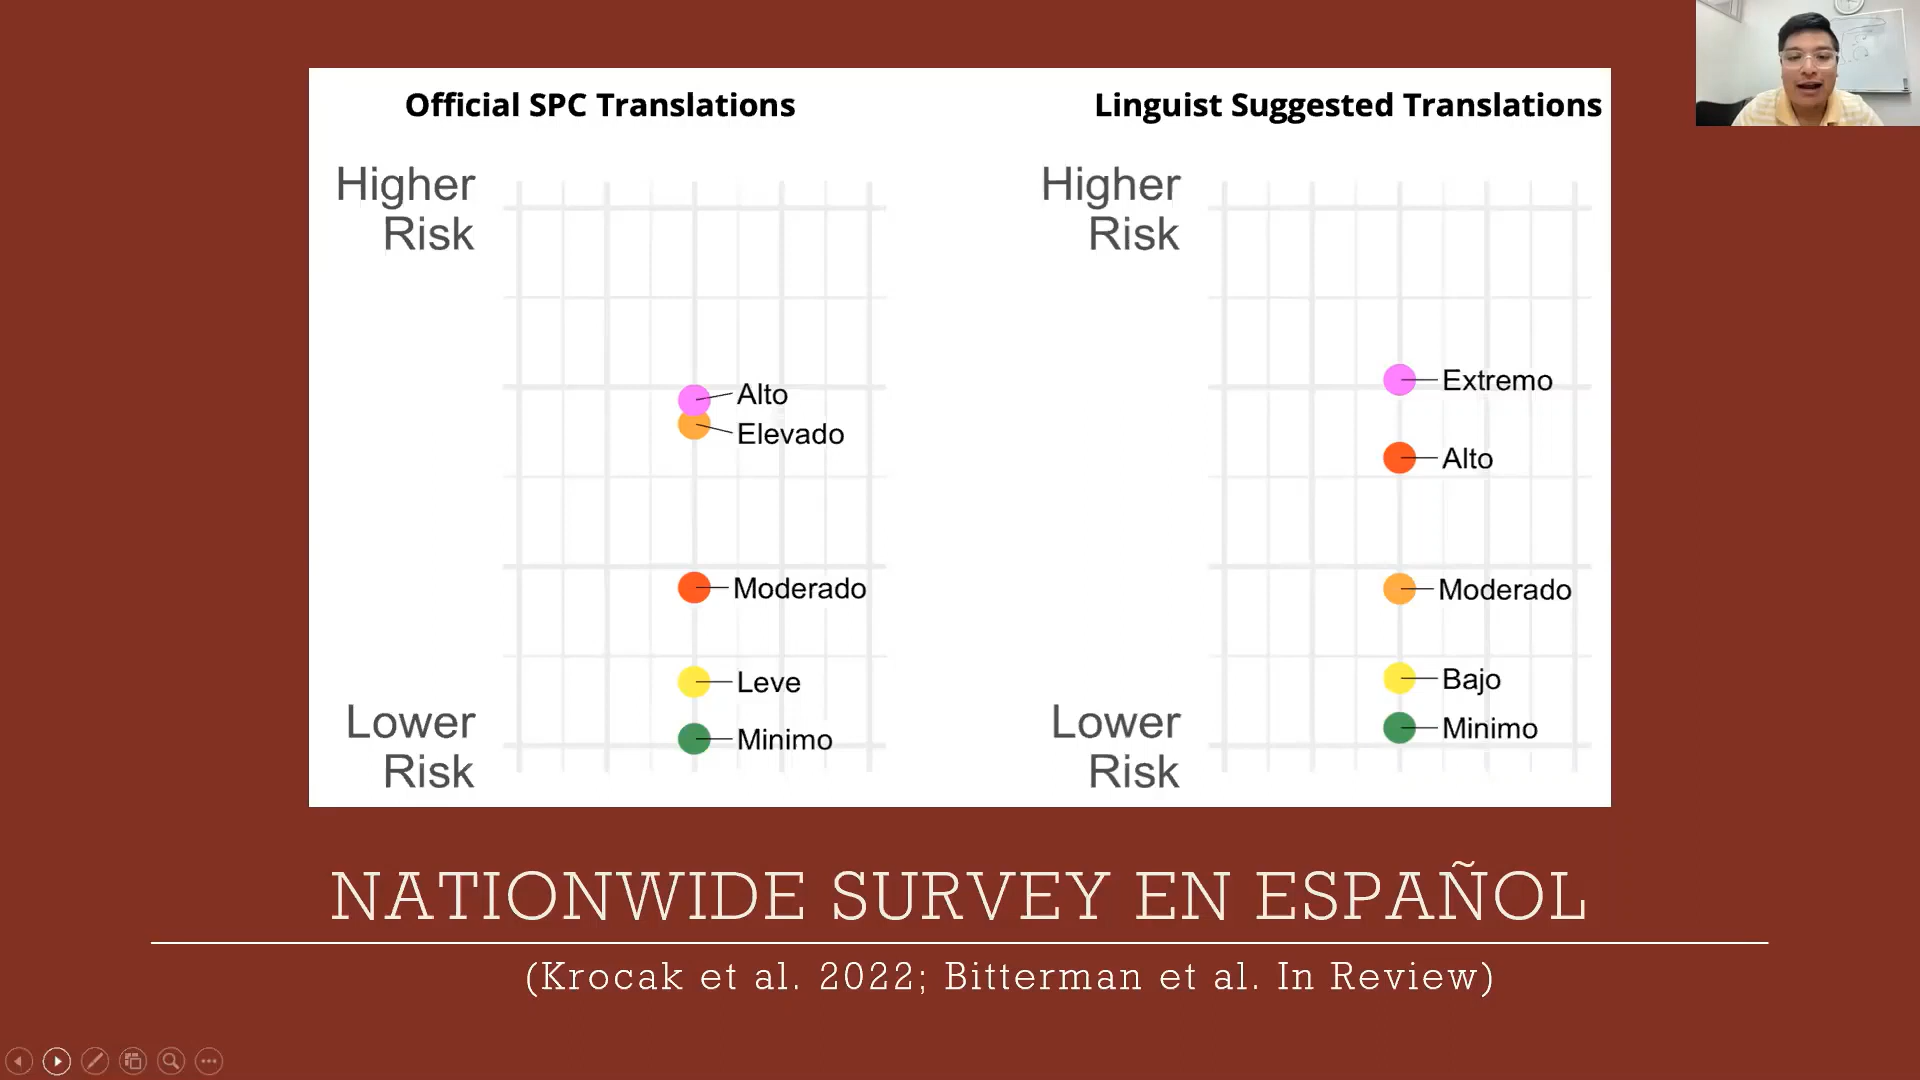 Official SPC Translations
Higher
Risk
Alto
Elevado
Moderado
Leve
Minimo
Lower
Risk
Linguist Suggested Translations
Higher
Risk
Extremo
Alto
Moderado
Bajo
Minimo
Lower
Risk
NATIONWIDE SURVEY EN ESPAÑOL
(Krocak et al. 2022; Bitterman et al. In Review)